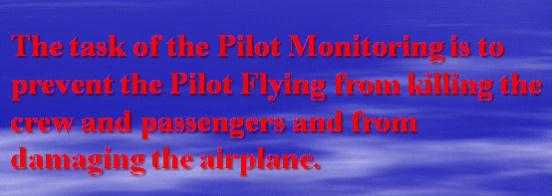 The task of the Pilot Monitoring is to
prevent the Pilot Flying from killing the
crew and passengers and from
damaging the airplane.